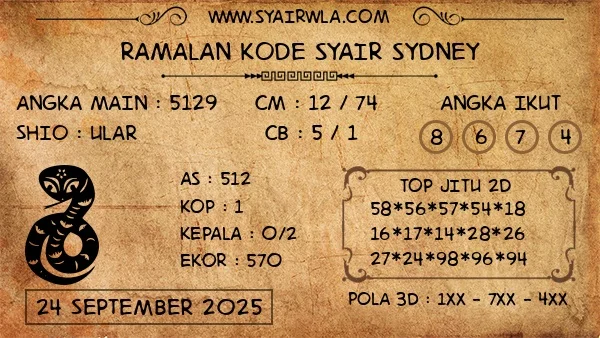 WWW.SYAIRWLA.COM
RAMALAN KODE SYAIR SYDNEY
ANGKA MAIN : 5129
CM : 12 / 74
ANGKA IKUT
SHIO : ULAR
CB : 5 / 1
8 6 7 4
AS : 512
KOP : 1
KEPALA : 0/2
EKOR : 570
TOP JITU 2D
58*56*57*54*18
16*17*14*28*26
27*24*98*96*94
24 SEPTEMBER 2025
POLA 3D : 1XX - 7XX - 4XX